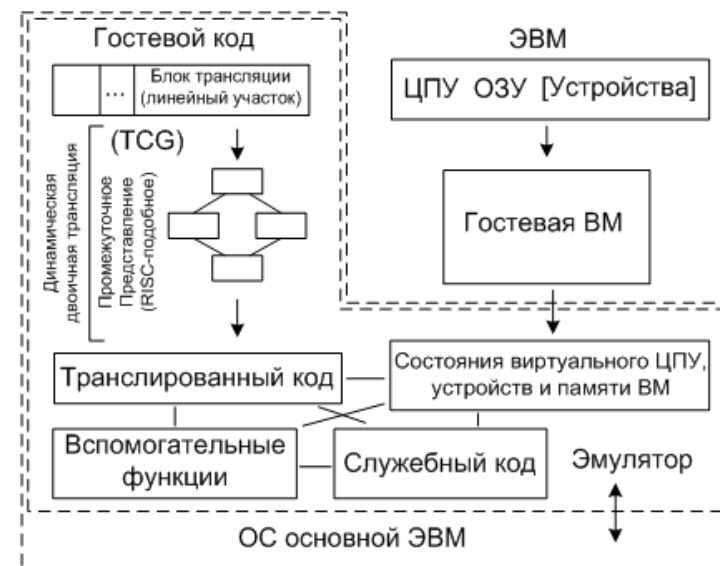 Гостевой код
... Блок трансляции
(линейный участок)
(TCG)
Динамическая
двоичная трансляция
Промежуточное
Представление
(RISC-подобное)
ЭВМ
ЦПУ ОЗУ [Устройства]
Гостевая ВМ
Транслированный код
Состояния виртуального ЦПУ,
устройств и памяти ВМ
Вспомогательные
функции
Служебный код
Эмулятор
ОС основной ЭВМ